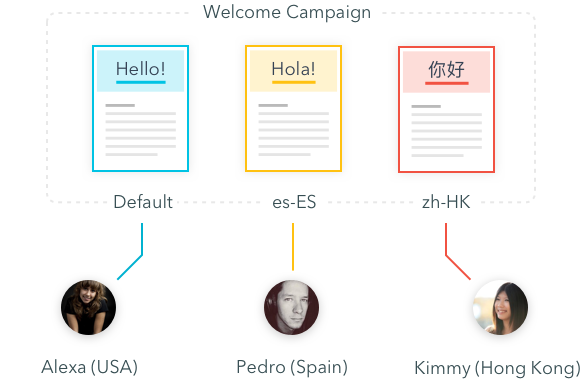 Welcome Campaign
Hello!
Hola!
你好
Default
es-ES
zh-HK
Alexa (USA)
Pedro (Spain)
Kimmy (Hong Kong)